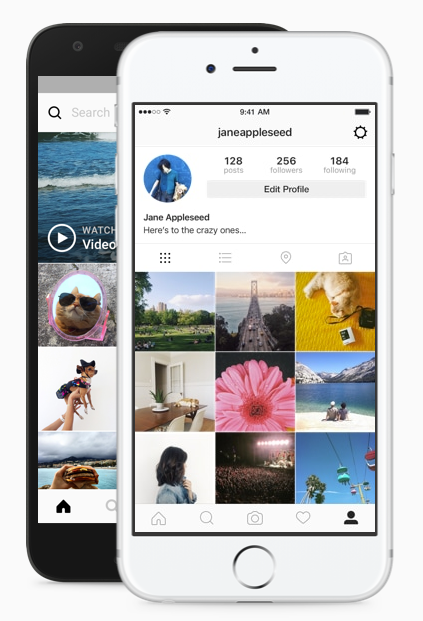 Search
WATCH
Video
9:41 AM
janeappleseed
128
posts
256
followers
184
following
Edit Profile
Jane Appleseed
Here's to the crazy ones...